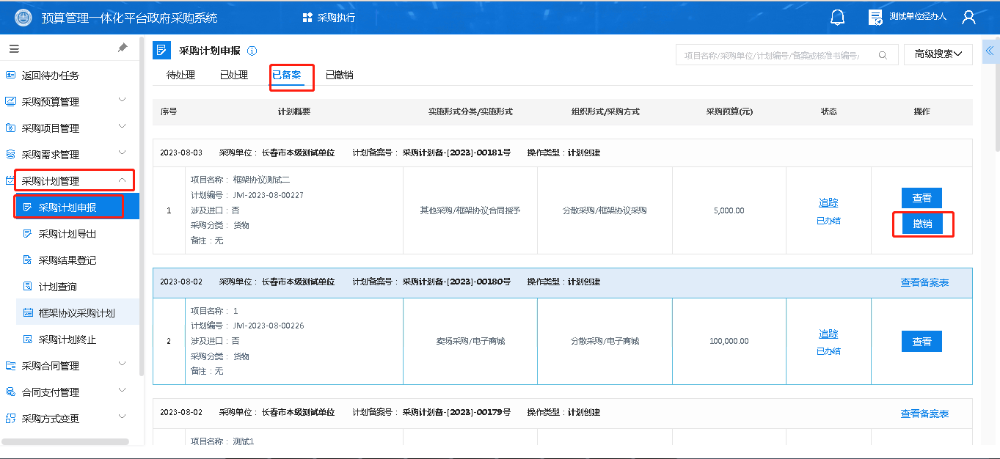 预算管理一体化平台政府采购系统
采购执行
测试单位经办人
返回待办任务
采购预算管理
采购项目管理
采购需求管理
采购计划管理
采购计划申报
采购计划导出
采购结果登记
计划查询
框架协议采购计划
采购计划终止
采购合同管理
合同支付管理
采购方式变更
采购计划申报
项目名称/采购单位/计划编号/备案或核准书编号/
高级搜索
待处理 已处理 已备案 已撤销
序号 计划概要 实施形式分类/实施形式 组织形式/采购方式 采购预算(元) 状态 操作
2023-08-03 采购单位： 长春市本级测试单位 计划备案号： 采购计划备-[2023]-00181号 操作类型：计划创建
1
项目名称： 框架协议测试二
计划编号： JM-2023-08-00227
涉及进口：否
采购分类： 货物
备注：无
其他采购/框架协议合同授予
分散采购/框架协议采购
5,000.00
追踪
已办结
查看
撤销
2023-08-02 采购单位： 长春市本级测试单位 计划备案号： 采购计划备-[2023]-00180号 操作类型：计划创建 查看备案表
2
项目名称： 1
计划编号： JM-2023-08-00226
涉及进口：否
采购分类： 货物
备注：无
卖场采购/电子商城
分散采购/电子商城
100,000.00
追踪
已办结
查看
2023-08-02 采购单位： 长春市本级测试单位 计划备案号： 采购计划备-[2023]-00179号 操作类型：计划创建 查看备案表
项目名称： 测试1